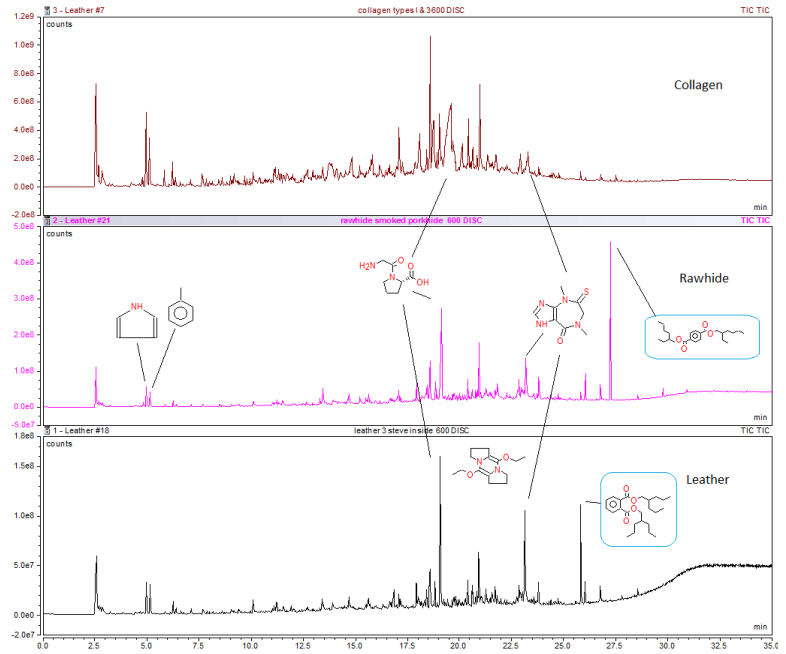 3 - Leather #7 collagen types I & 3600 DISC TIC TIC
1.2e9
counts
1.0e9
8.0e8
6.0e8
4.0e8
2.0e8
0.0e0
-2.0e8
Collagen
min
2 - Leather #21 rawhide smoked porkhide 600 DISC TIC TIC
5.0e8
counts
4.0e8
3.0e8
2.0e8
1.0e8
0.0e0
-5.0e7
Rawhide
NH
H2N
O
N
O
OH
N
N
S
NH
N
O
O
O
O
O
min
1 - Leather #18 leather 3 steve inside 600 DISC TIC TIC
1.8e8
counts
1.5e8
1.0e8
5.0e7
0.0e0
-2.0e7
Leather
O
N
N
O
O
O
O
O
min
0.0 2.5 5.0 7.5 10.0 12.5 15.0 17.5 20.0 22.5 25.0 27.5 30.0 32.5 35.0